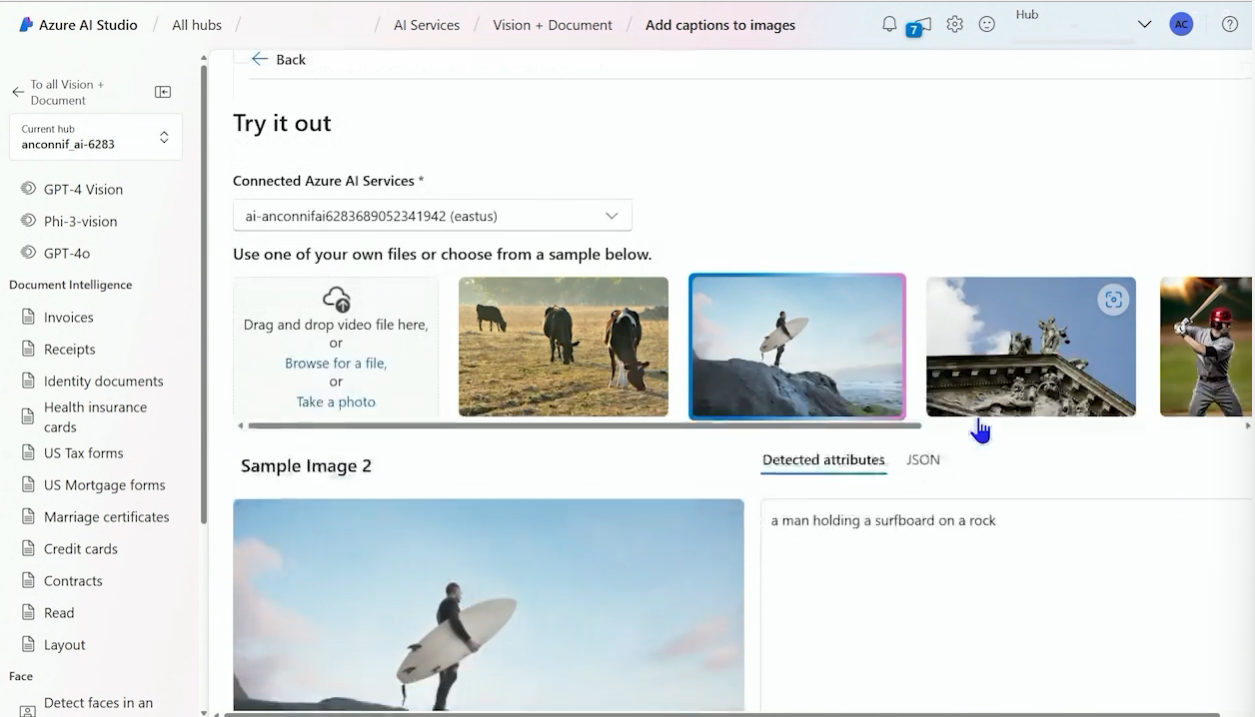 Azure AI Studio / All hubs / / AI Services / Vision + Document / Add captions to images
7
Hub
AC
To all Vision +
Document
Current hub
anconnif_ai-6283
GPT-4 Vision
Phi-3-vision
GPT-4o
Document Intelligence
Invoices
Receipts
Identity documents
Health insurance
cards
US Tax forms
US Mortgage forms
Marriage certificates
Credit cards
Contracts
Read
Layout
Face
Detect faces in an
Back
Try it out
Connected Azure AI Services *
ai-anconnifai6283689052341942 (eastus)
Use one of your own files or choose from a sample below.
Drag and drop video file here,
or
Browse for a file,
or
Take a photo
Sample Image 2
Detected attributes JSON
a man holding a surfboard on a rock